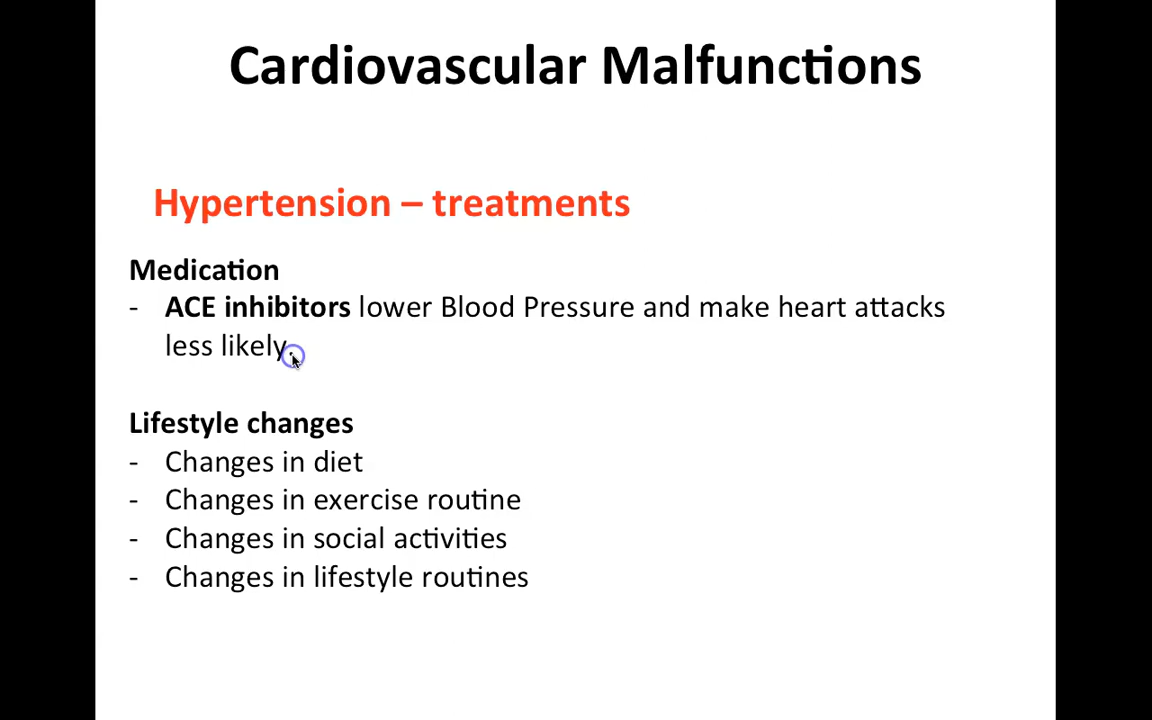 Cardiovascular Malfunctions
Hypertension – treatments
Medication
- ACE inhibitors lower Blood Pressure and make heart attacks
less likely.
Lifestyle changes
- Changes in diet
- Changes in exercise routine
- Changes in social activities
- Changes in lifestyle routines